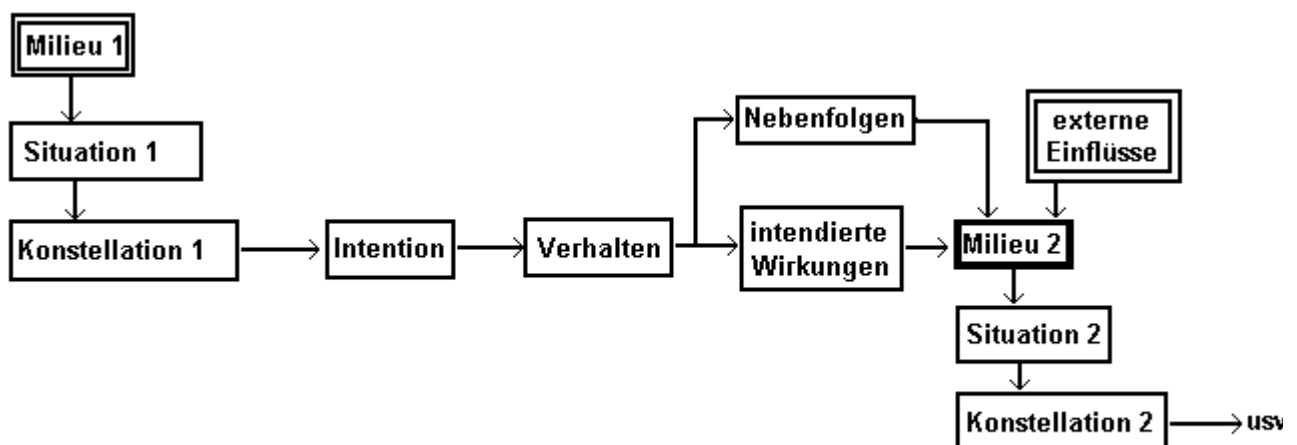 Milieu 1
Situation 1
Konstellation 1
Intention
Verhalten
Nebenfolgen
intendierte
Wirkungen
externe
Einflüsse
Milieu 2
Situation 2
Konstellation 2